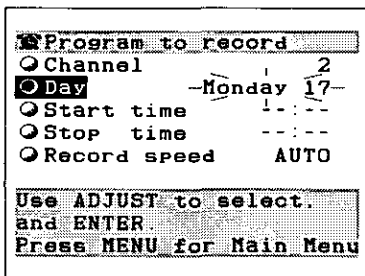 Program to record
Channel 2
Day Monday 17
Start time --:--
Stop time --:--
Record speed AUTO
Use ADJUST to select.
and ENTER.
Press MENU for Main Menu